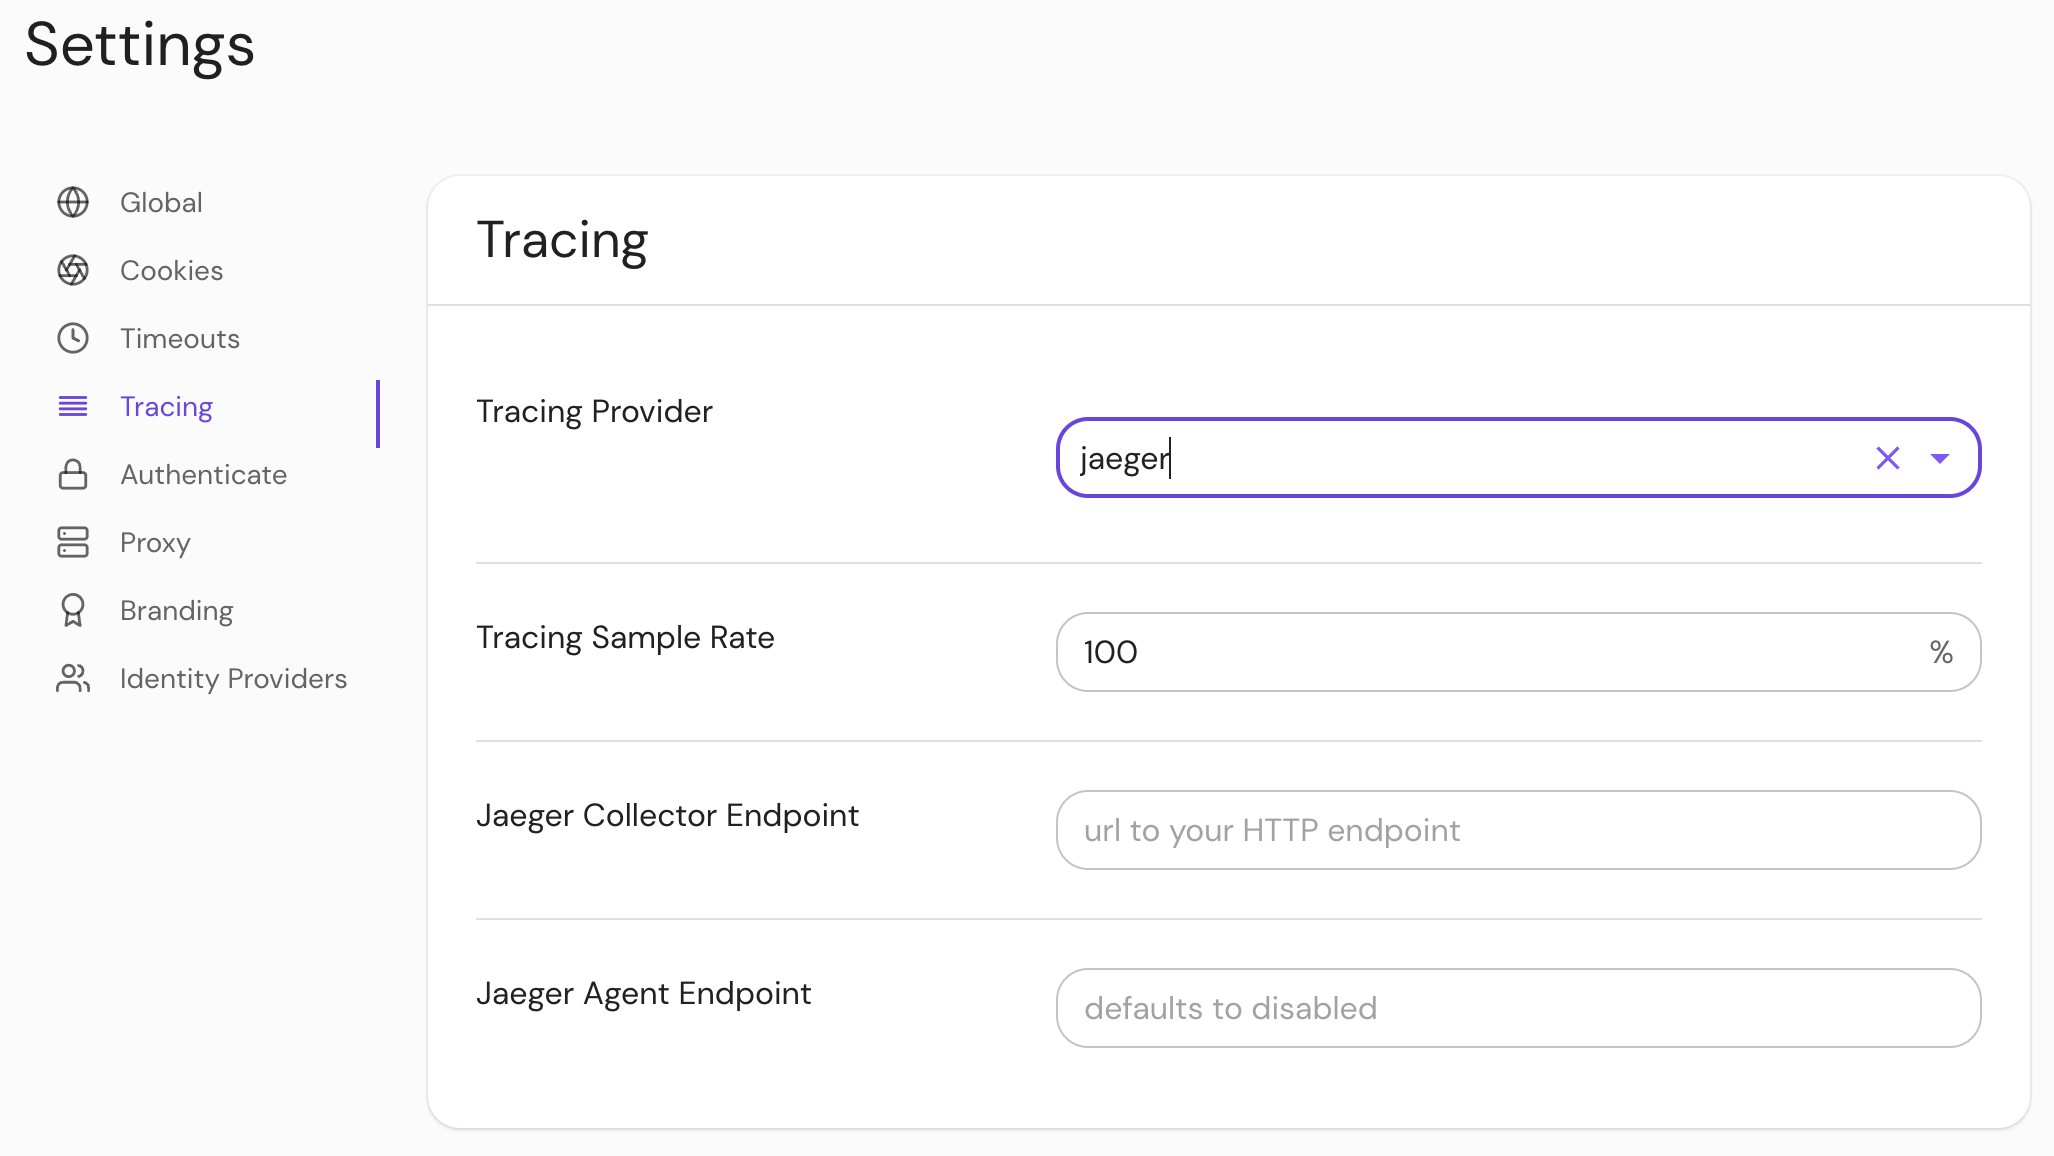 Settings
Global
Cookies
Timeouts
Tracing
Authenticate
Proxy
Branding
Identity Providers
Tracing
Tracing Provider
jaeger
Tracing Sample Rate
100 %
Jaeger Collector Endpoint
url to your HTTP endpoint
Jaeger Agent Endpoint
defaults to disabled